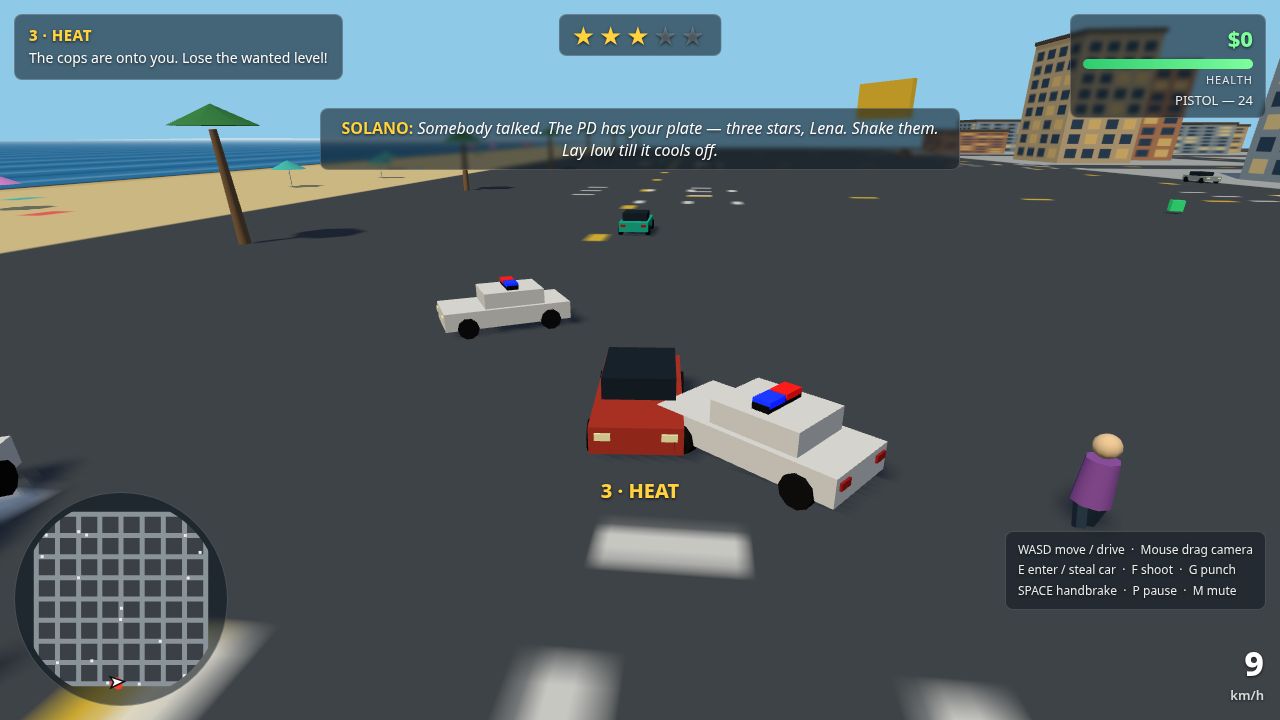 3 · HEAT
The cops are onto you. Lose the wanted level!
$0
HEALTH
PISTOL — 24
SOLANO: Somebody talked. The PD has your plate — three stars, Lena. Shake them.
Lay low till it cools off.
3 · HEAT
WASD move / drive · Mouse drag camera
E enter / steal car · F shoot · G punch
SPACE handbrake · P pause · M mute
9
km/h